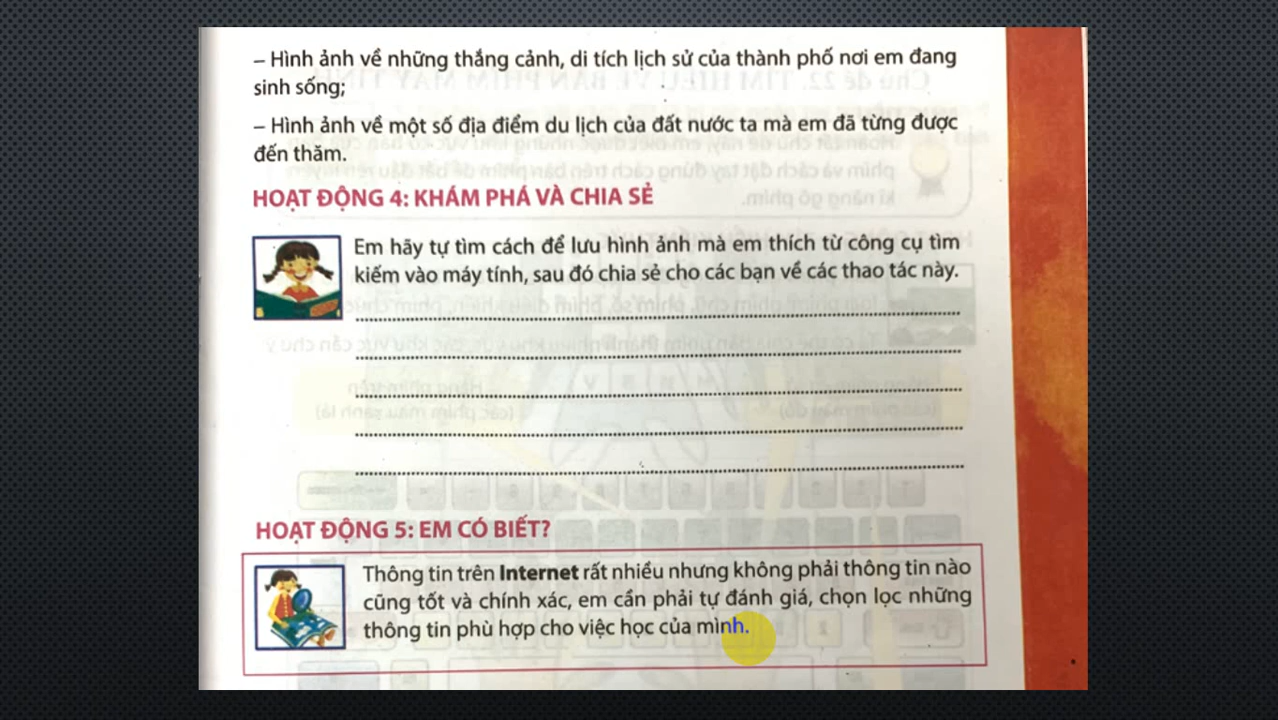 – Hình ảnh về những thắng cảnh, di tích lịch sử của thành phố nơi em đang
sinh sống;
– Hình ảnh về một số địa điểm du lịch của đất nước ta mà em đã từng được
đến thăm.
HOẠT ĐỘNG 4: KHÁM PHÁ VÀ CHIA SẺ
Em hãy tự tìm cách để lưu hình ảnh mà em thích từ công cụ tìm
kiếm vào máy tính, sau đó chia sẻ cho các bạn về các thao tác này.
HOẠT ĐỘNG 5: EM CÓ BIẾT?
Thông tin trên Internet rất nhiều nhưng không phải thông tin nào
cũng tốt và chính xác, em cần phải tự đánh giá, chọn lọc những
thông tin phù hợp cho việc học của mình.